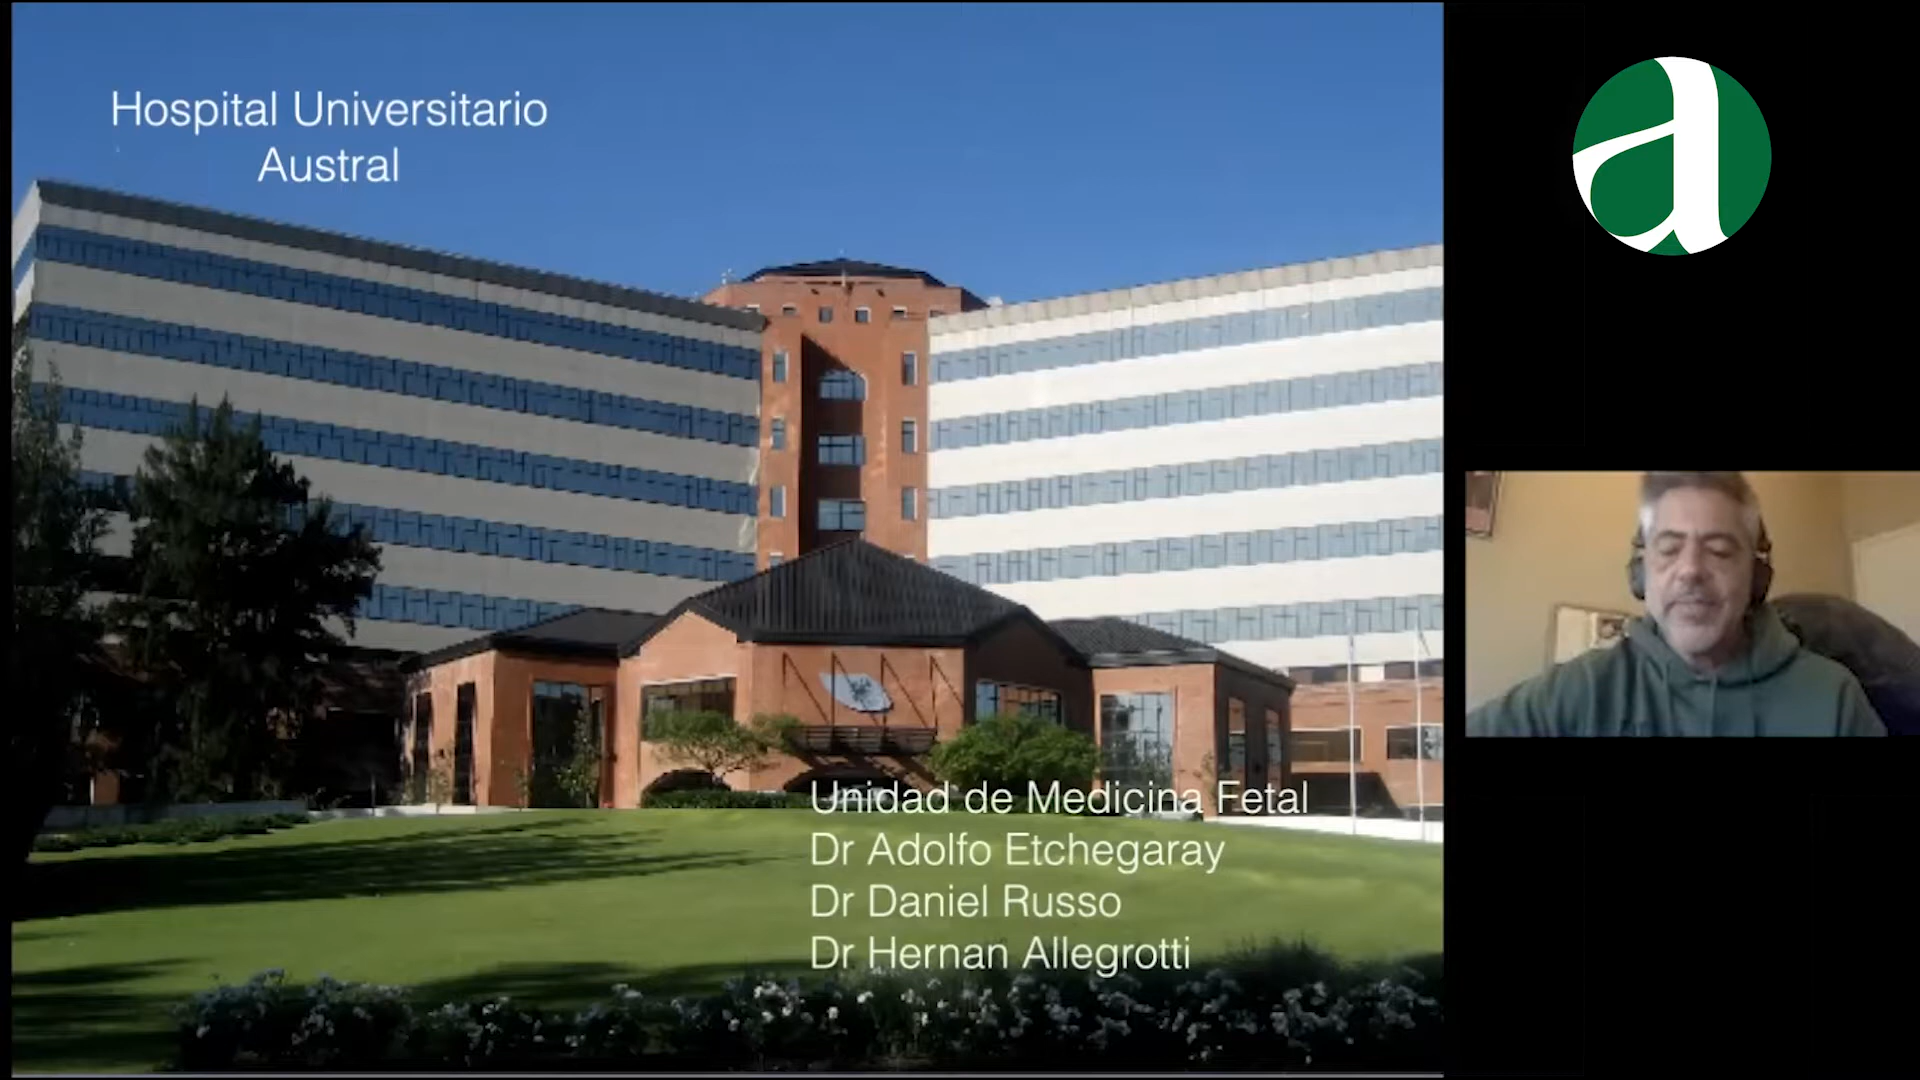 Hospital Universitario
Austral
Unidad de Medicina Fetal
Dr Adolfo Etchegaray
Dr Daniel Russo
Dr Hernan Allegrotti